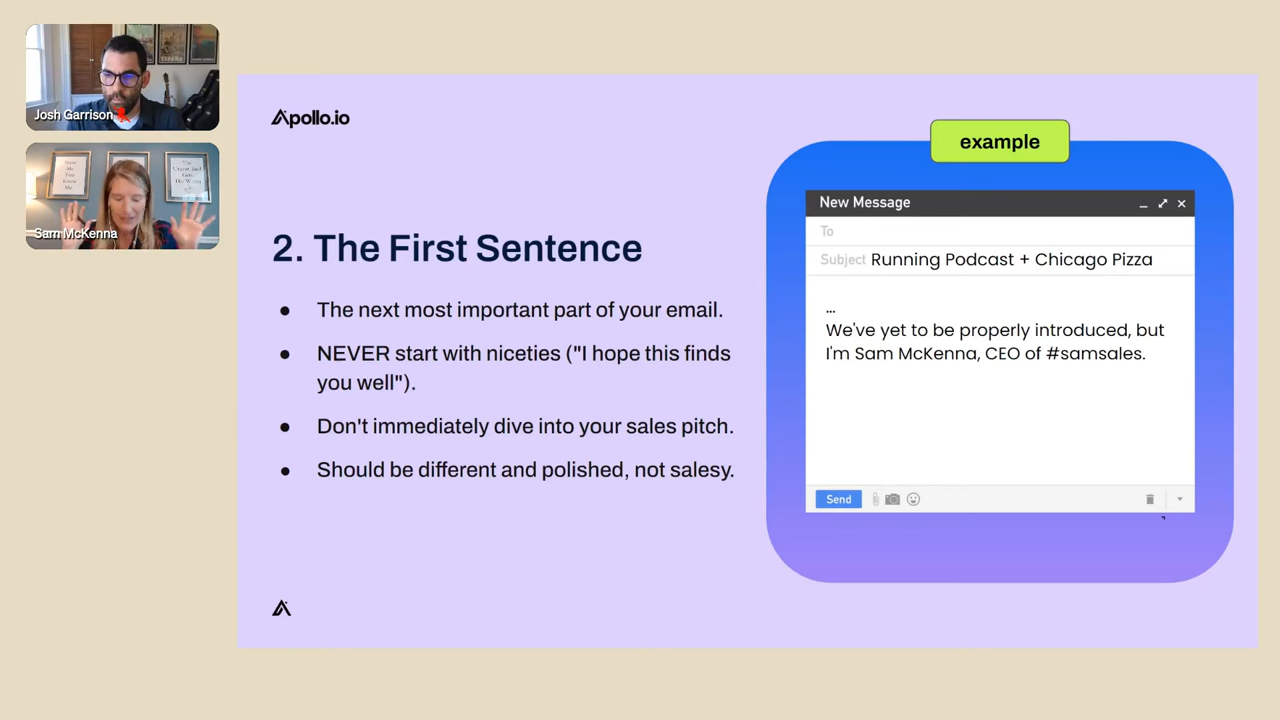 Josh Garrison
Sam McKenna
Apollo.io
2. The First Sentence
● The next most important part of your email.
● NEVER start with niceties ("I hope this finds
you well").
● Don't immediately dive into your sales pitch.
● Should be different and polished, not salesy.
example
New Message
To
Subject Running Podcast + Chicago Pizza
...
We've yet to be properly introduced, but
I'm Sam McKenna, CEO of #samsales.
Send